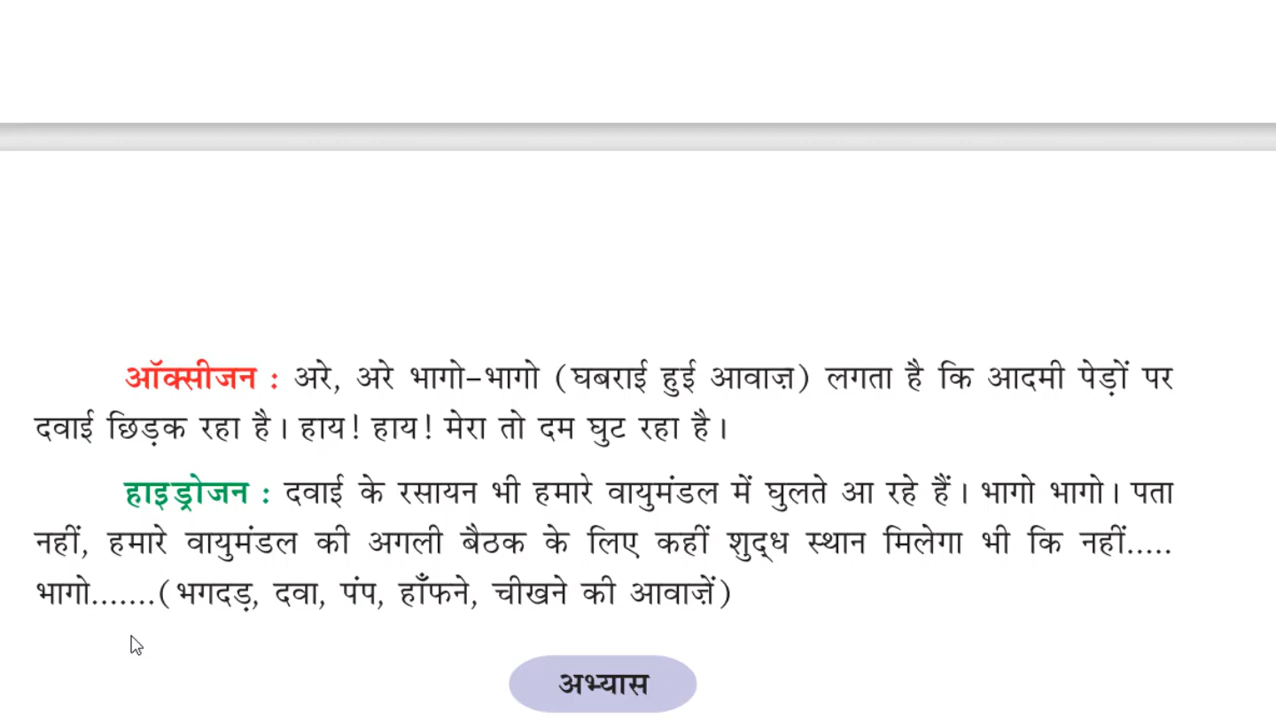 ऑक्सीजन : अरे, अरे भागो-भागो (घबराई हुई आवाज़) लगता है कि आदमी पेड़ों पर
दवाई छिड़क रहा है। हाय! हाय! मेरा तो दम घुट रहा है।
हाइड्रोजन : दवाई के रसायन भी हमारे वायुमंडल में घुलते आ रहे हैं। भागो भागो। पता
नहीं, हमारे वायुमंडल की अगली बैठक के लिए कहीं शुद्ध स्थान मिलेगा भी कि नहीं.....
भागो.......(भगदड़, दवा, पंप, हाँफने, चीखने की आवाज़ें)
अभ्यास